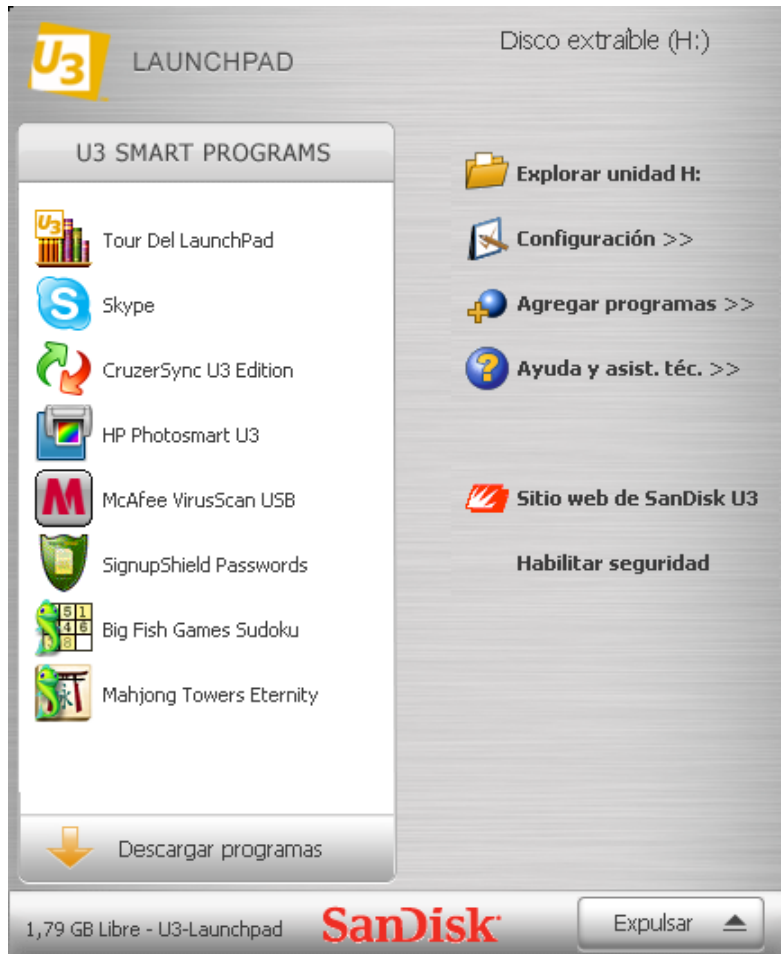 U3
LAUNCHPAD
Disco extraíble (H:)
U3 SMART PROGRAMS
Tour Del LaunchPad
Skype
CruzerSync U3 Edition
HP Photosmart U3
McAfee VirusScan USB
SignupShield Passwords
Big Fish Games Sudoku
Mahjong Towers Eternity
Descargar programas
Explorar unidad H:
Configuración >>
Agregar programas >>
Ayuda y asist. téc. >>
Sitio web de SanDisk U3
Habilitar seguridad
1,79 GB Libre - U3-Launchpad
SanDisk
Expulsar